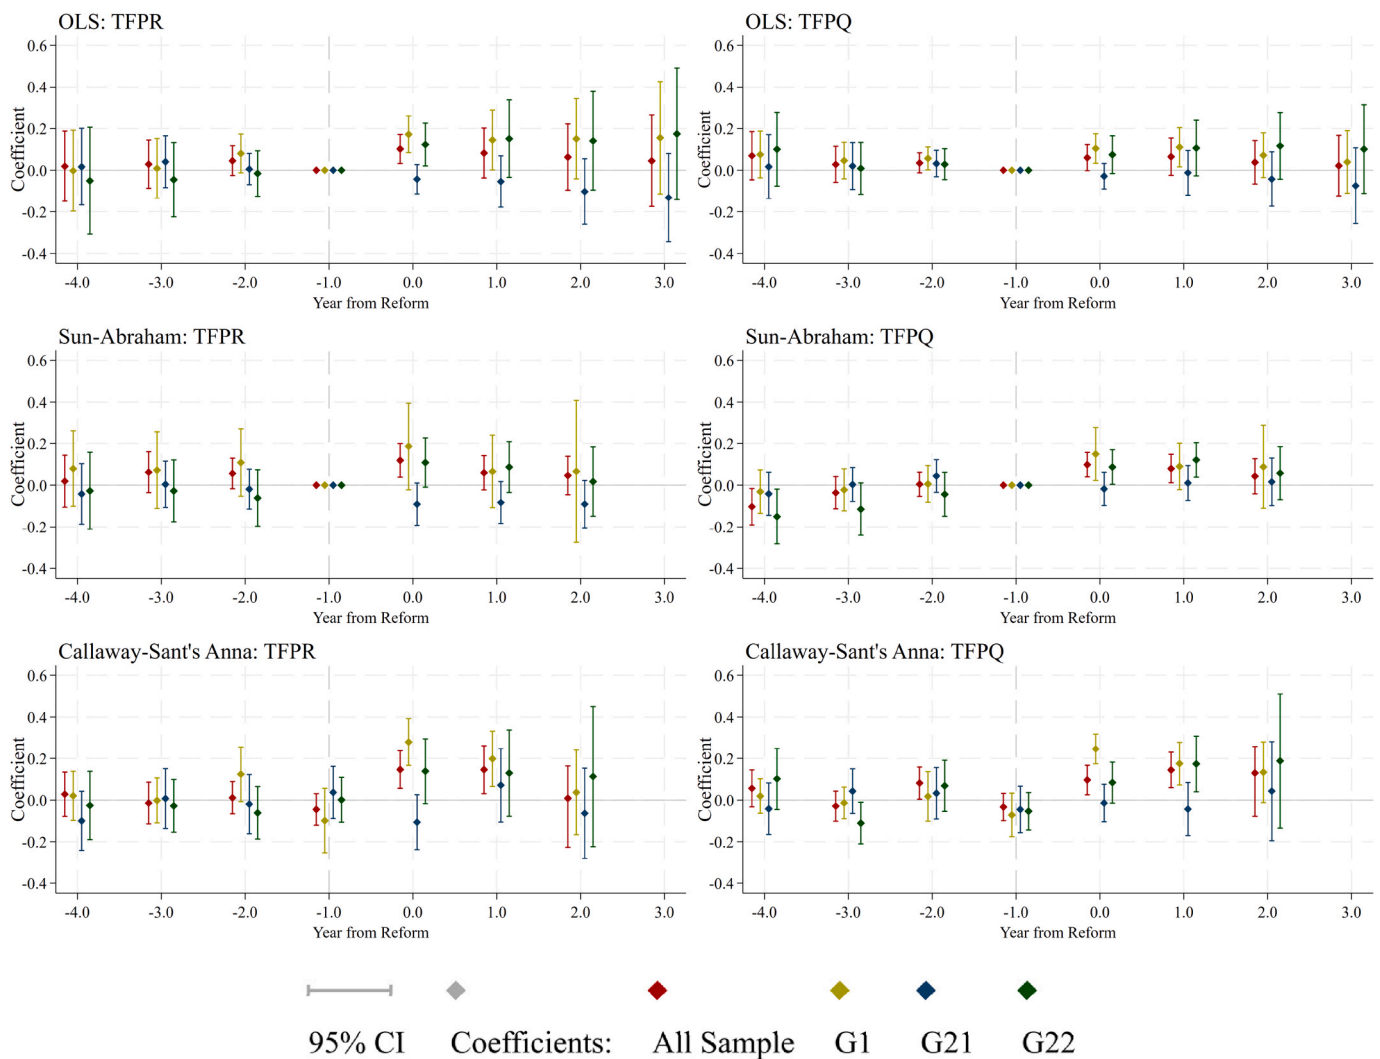 OLS: TFPR
0.6
0.4
0.2
0.0
-0.2
-0.4
Coefficient
-4.0 -3.0 -2.0 -1.0 0.0 1.0 2.0 3.0
Year from Reform
OLS: TFPQ
0.6
0.4
0.2
0.0
-0.2
-0.4
Coefficient
-4.0 -3.0 -2.0 -1.0 0.0 1.0 2.0 3.0
Year from Reform
Sun-Abraham: TFPR
0.6
0.4
0.2
0.0
-0.2
-0.4
Coefficient
-4.0 -3.0 -2.0 -1.0 0.0 1.0 2.0 3.0
Year from Reform
Sun-Abraham: TFPQ
0.6
0.4
0.2
0.0
-0.2
-0.4
Coefficient
-4.0 -3.0 -2.0 -1.0 0.0 1.0 2.0 3.0
Year from Reform
Callaway-Sant's Anna: TFPR
0.6
0.4
0.2
0.0
-0.2
-0.4
Coefficient
-4.0 -3.0 -2.0 -1.0 0.0 1.0 2.0 3.0
Year from Reform
Callaway-Sant's Anna: TFPQ
0.6
0.4
0.2
0.0
-0.2
-0.4
Coefficient
-4.0 -3.0 -2.0 -1.0 0.0 1.0 2.0 3.0
Year from Reform
95% CI Coefficients: All Sample G1 G21 G22